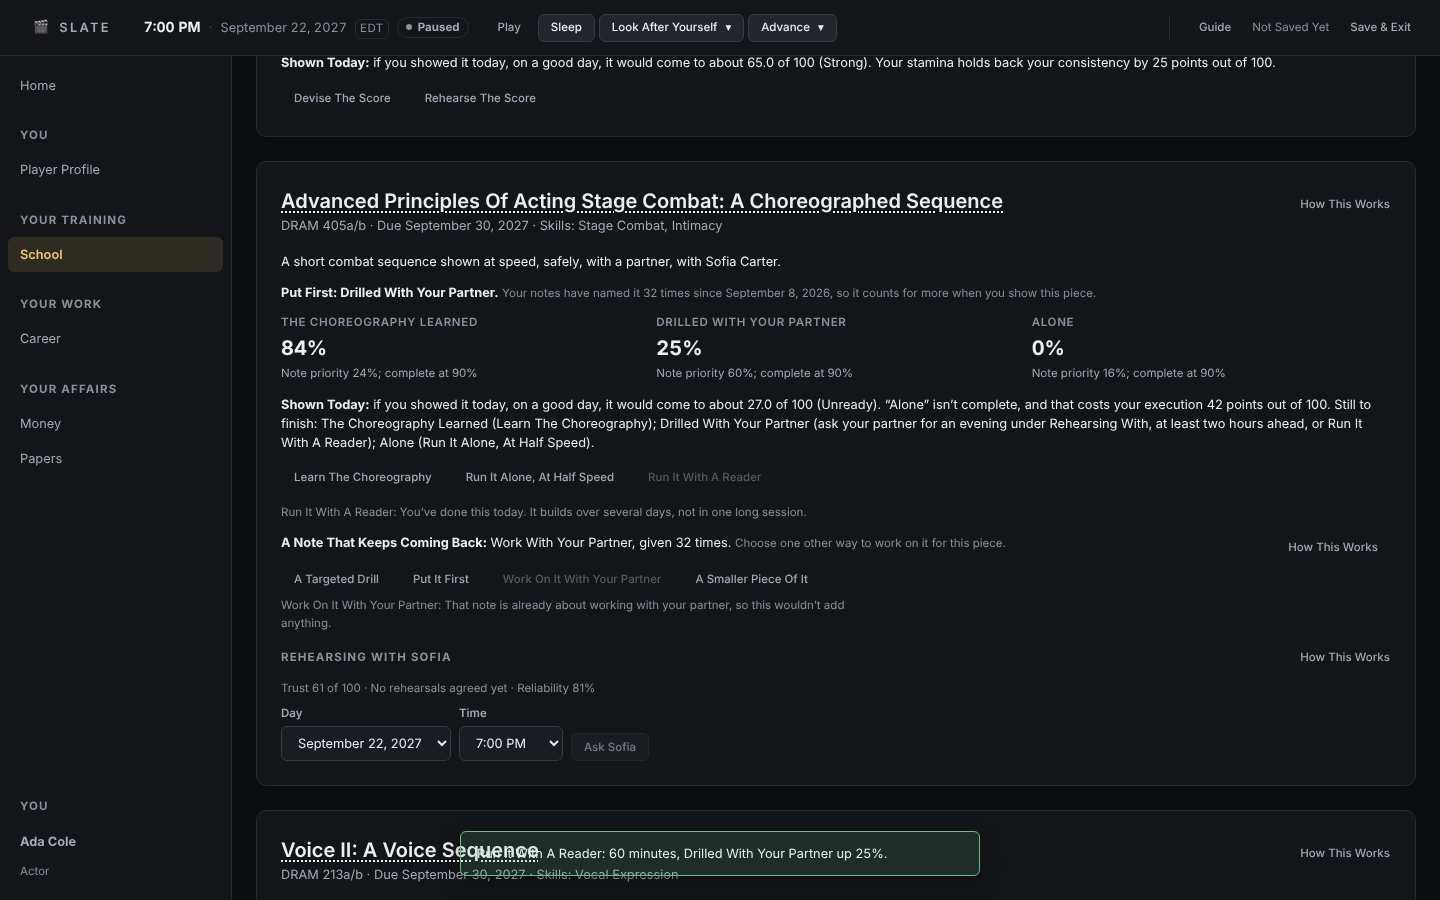 SLATE
7:00 PM · September 22, 2027 EDT Paused Play Sleep Look After Yourself Advance Guide Not Saved Yet Save & Exit
Home
YOU
Player Profile
YOUR TRAINING
School
YOUR WORK
Career
YOUR AFFAIRS
Money
Papers
YOU
Ada Cole
Actor
Shown Today: if you showed it today, on a good day, it would come to about 65.0 of 100 (Strong). Your stamina holds back your consistency by 25 points out of 100.
Devise The Score Rehearse The Score
Advanced Principles Of Acting Stage Combat: A Choreographed Sequence How This Works
DRAM 405a/b · Due September 30, 2027 · Skills: Stage Combat, Intimacy
A short combat sequence shown at speed, safely, with a partner, with Sofia Carter.
Put First: Drilled With Your Partner. Your notes have named it 32 times since September 8, 2026, so it counts for more when you show this piece.
THE CHOREOGRAPHY LEARNED DRILLED WITH YOUR PARTNER ALONE
84% 25% 0%
Note priority 24%; complete at 90% Note priority 60%; complete at 90% Note priority 16%; complete at 90%
Shown Today: if you showed it today, on a good day, it would come to about 27.0 of 100 (Unready). “Alone” isn’t complete, and that costs your execution 42 points out of 100. Still to
finish: The Choreography Learned (Learn The Choreography); Drilled With Your Partner (ask your partner for an evening under Rehearsing With, at least two hours ahead, or Run It
With A Reader); Alone (Run It Alone, At Half Speed).
Learn The Choreography Run It Alone, At Half Speed Run It With A Reader
Run It With A Reader: You’ve done this today. It builds over several days, not in one long session.
A Note That Keeps Coming Back: Work With Your Partner, given 32 times. Choose one other way to work on it for this piece. How This Works
A Targeted Drill Put It First Work On It With Your Partner A Smaller Piece Of It
Work On It With Your Partner: That note is already about working with your partner, so this wouldn’t add
anything.
REHEARSING WITH SOFIA How This Works
Trust 61 of 100 · No rehearsals agreed yet · Reliability 81%
Day Time
September 22, 2027 7:00 PM Ask Sofia
Voice II: A Voice Sequence How This Works
Run It With A Reader: 60 minutes, Drilled With Your Partner up 25%.
DRAM 213a/b · Due September 30, 2027 · Skills: Vocal Expression